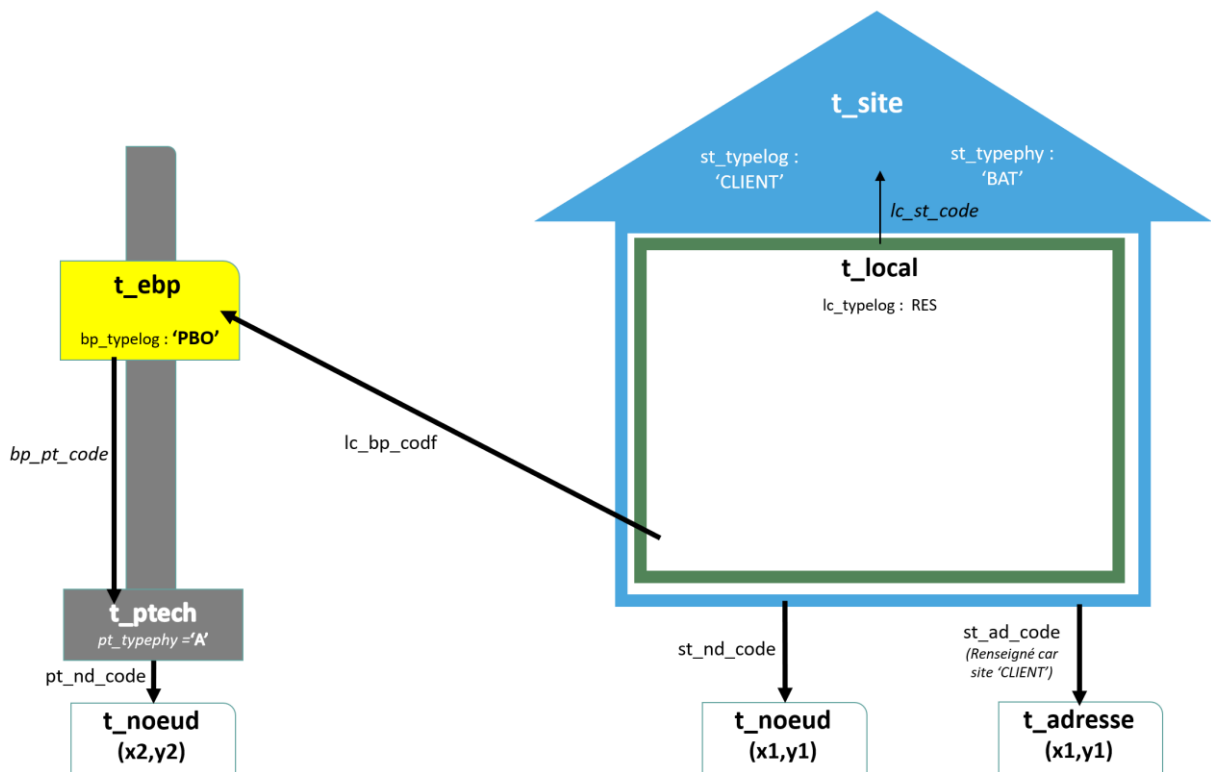 t_site
st_typelog :
'CLIENT'
st_typephy :
'BAT'
lc_st_code
t_local
lc_typelog : RES
t_ebp
bp_typelog : 'PBO'
bp_pt_code
lc_bp_codf
t_ptech
pt_typephy ='A'
pt_nd_code
t_noeud
(x2,y2)
st_nd_code
t_noeud
(x1,y1)
st_ad_code
(Renseigné car
site 'CLIENT')
t_adresse
(x1,y1)